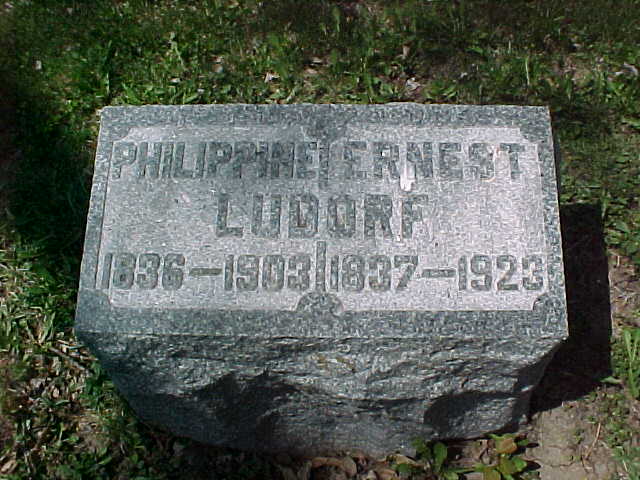 PHILIPPINE ERNEST
LUDORF
1836-1903 1837-1923